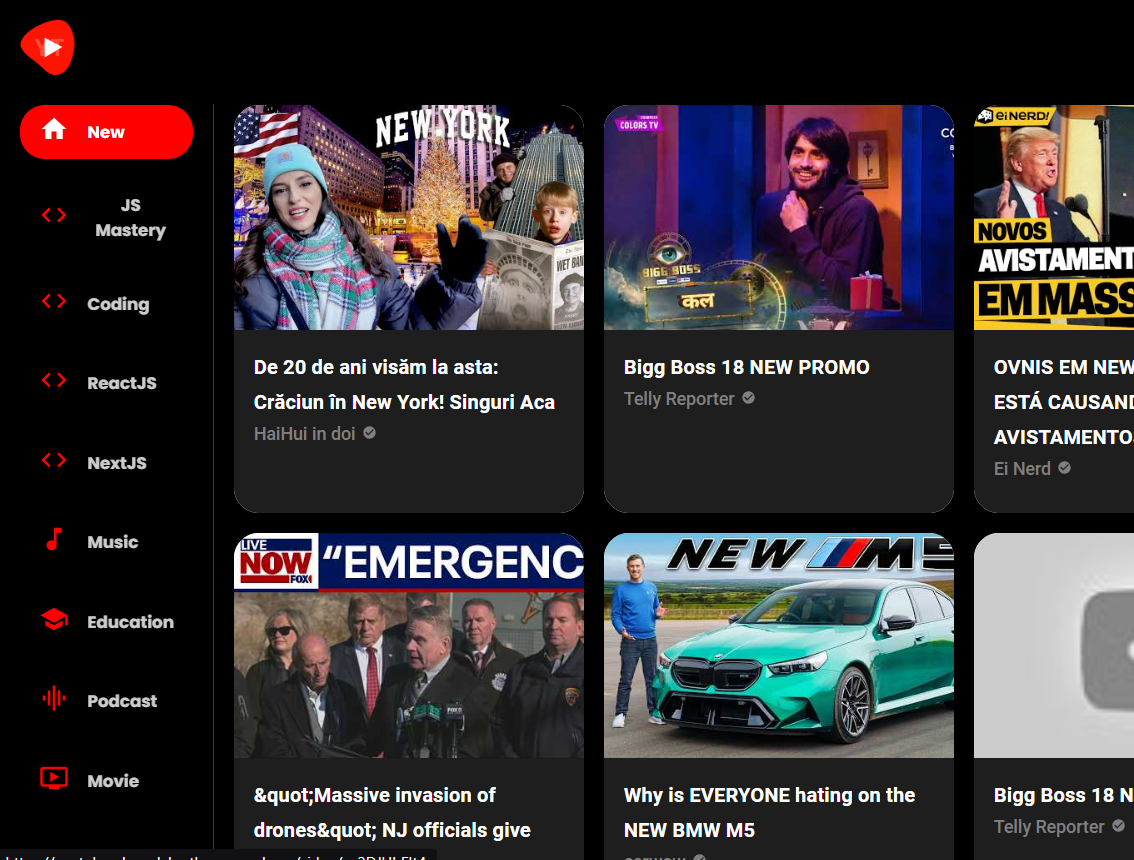 New
JS
Mastery
Coding
ReactJS
NextJS
Music
Education
Podcast
Movie
NEW YORK
WET BAN
De 20 de ani visăm la asta:
Crăciun în New York! Singuri Aca
HaiHui in doi
COLORS TV
BIGG BOSS
कल
Bigg Boss 18 NEW PROMO
Telly Reporter
ei NERD!
NOVOS
AVISTAMENT
EM MASS
OVNIS EM NEW
ESTÁ CAUSAND
AVISTAMENTO
Ei Nerd
LIVE
NOW
FOX
“EMERGENC
&quot;Massive invasion of
drones&quot; NJ officials give
NEW M5
Why is EVERYONE hating on the
NEW BMW M5
carwow
Bigg Boss 18 N
Telly Reporter